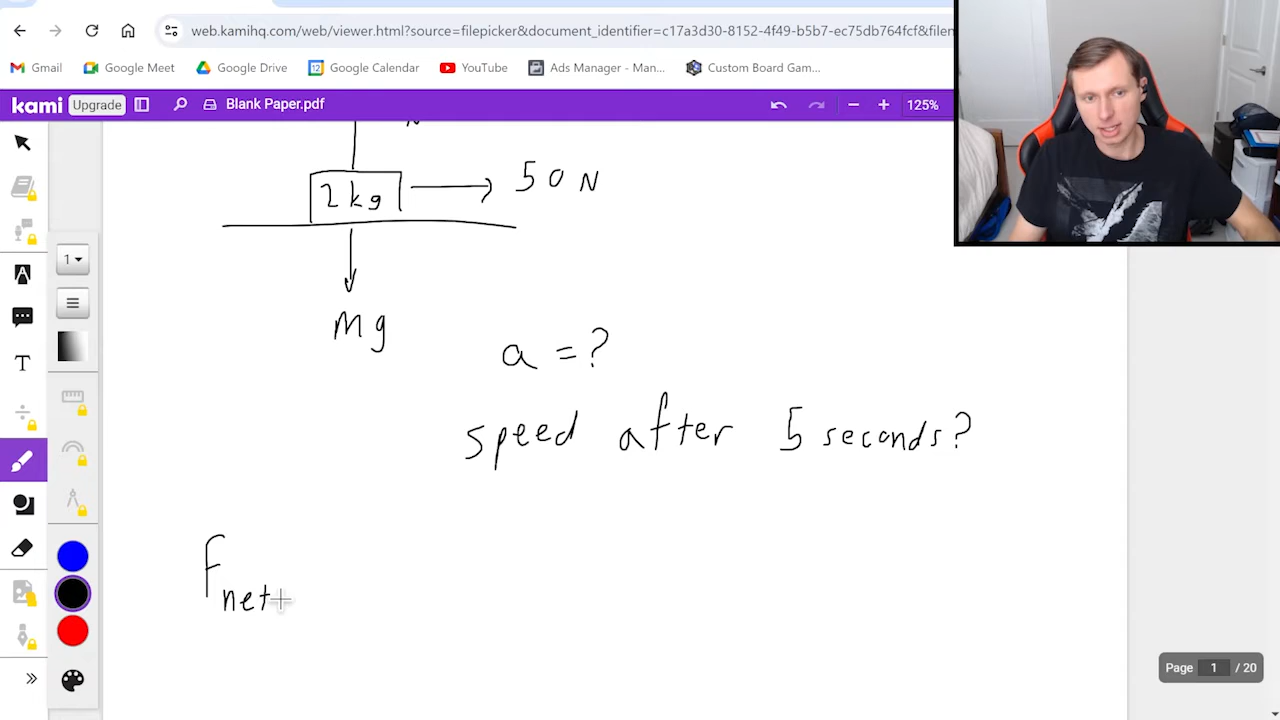 web.kamihq.com/web/viewer.html?source=filepicker&document_identifier=c17a3d30-8152-4f49-b5b7-ec75db764fcf&filen
Gmail
Google Meet
Google Drive
12
Google Calendar
YouTube
Ads Manager - Man...
Custom Board Gam...
kami
Upgrade
Blank Paper.pdf
125%
N
2 kg
50 N
mg
a = ?
speed after 5 seconds?
Fnet
1
A
T
Page 1 / 20